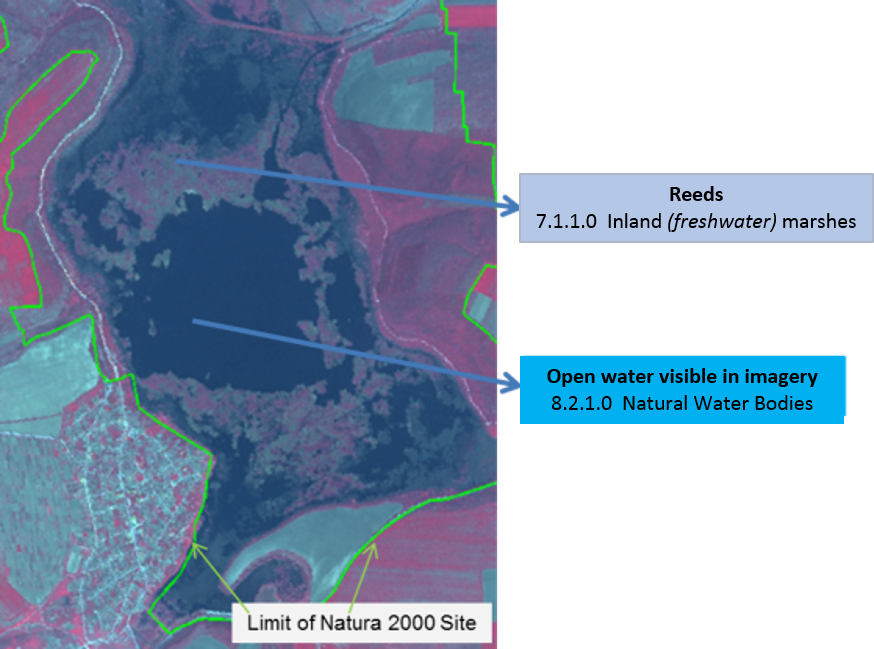 Reeds
7.1.1.0 Inland (freshwater) marshes
Open water visible in imagery
8.2.1.0 Natural Water Bodies
Limit of Natura 2000 Site